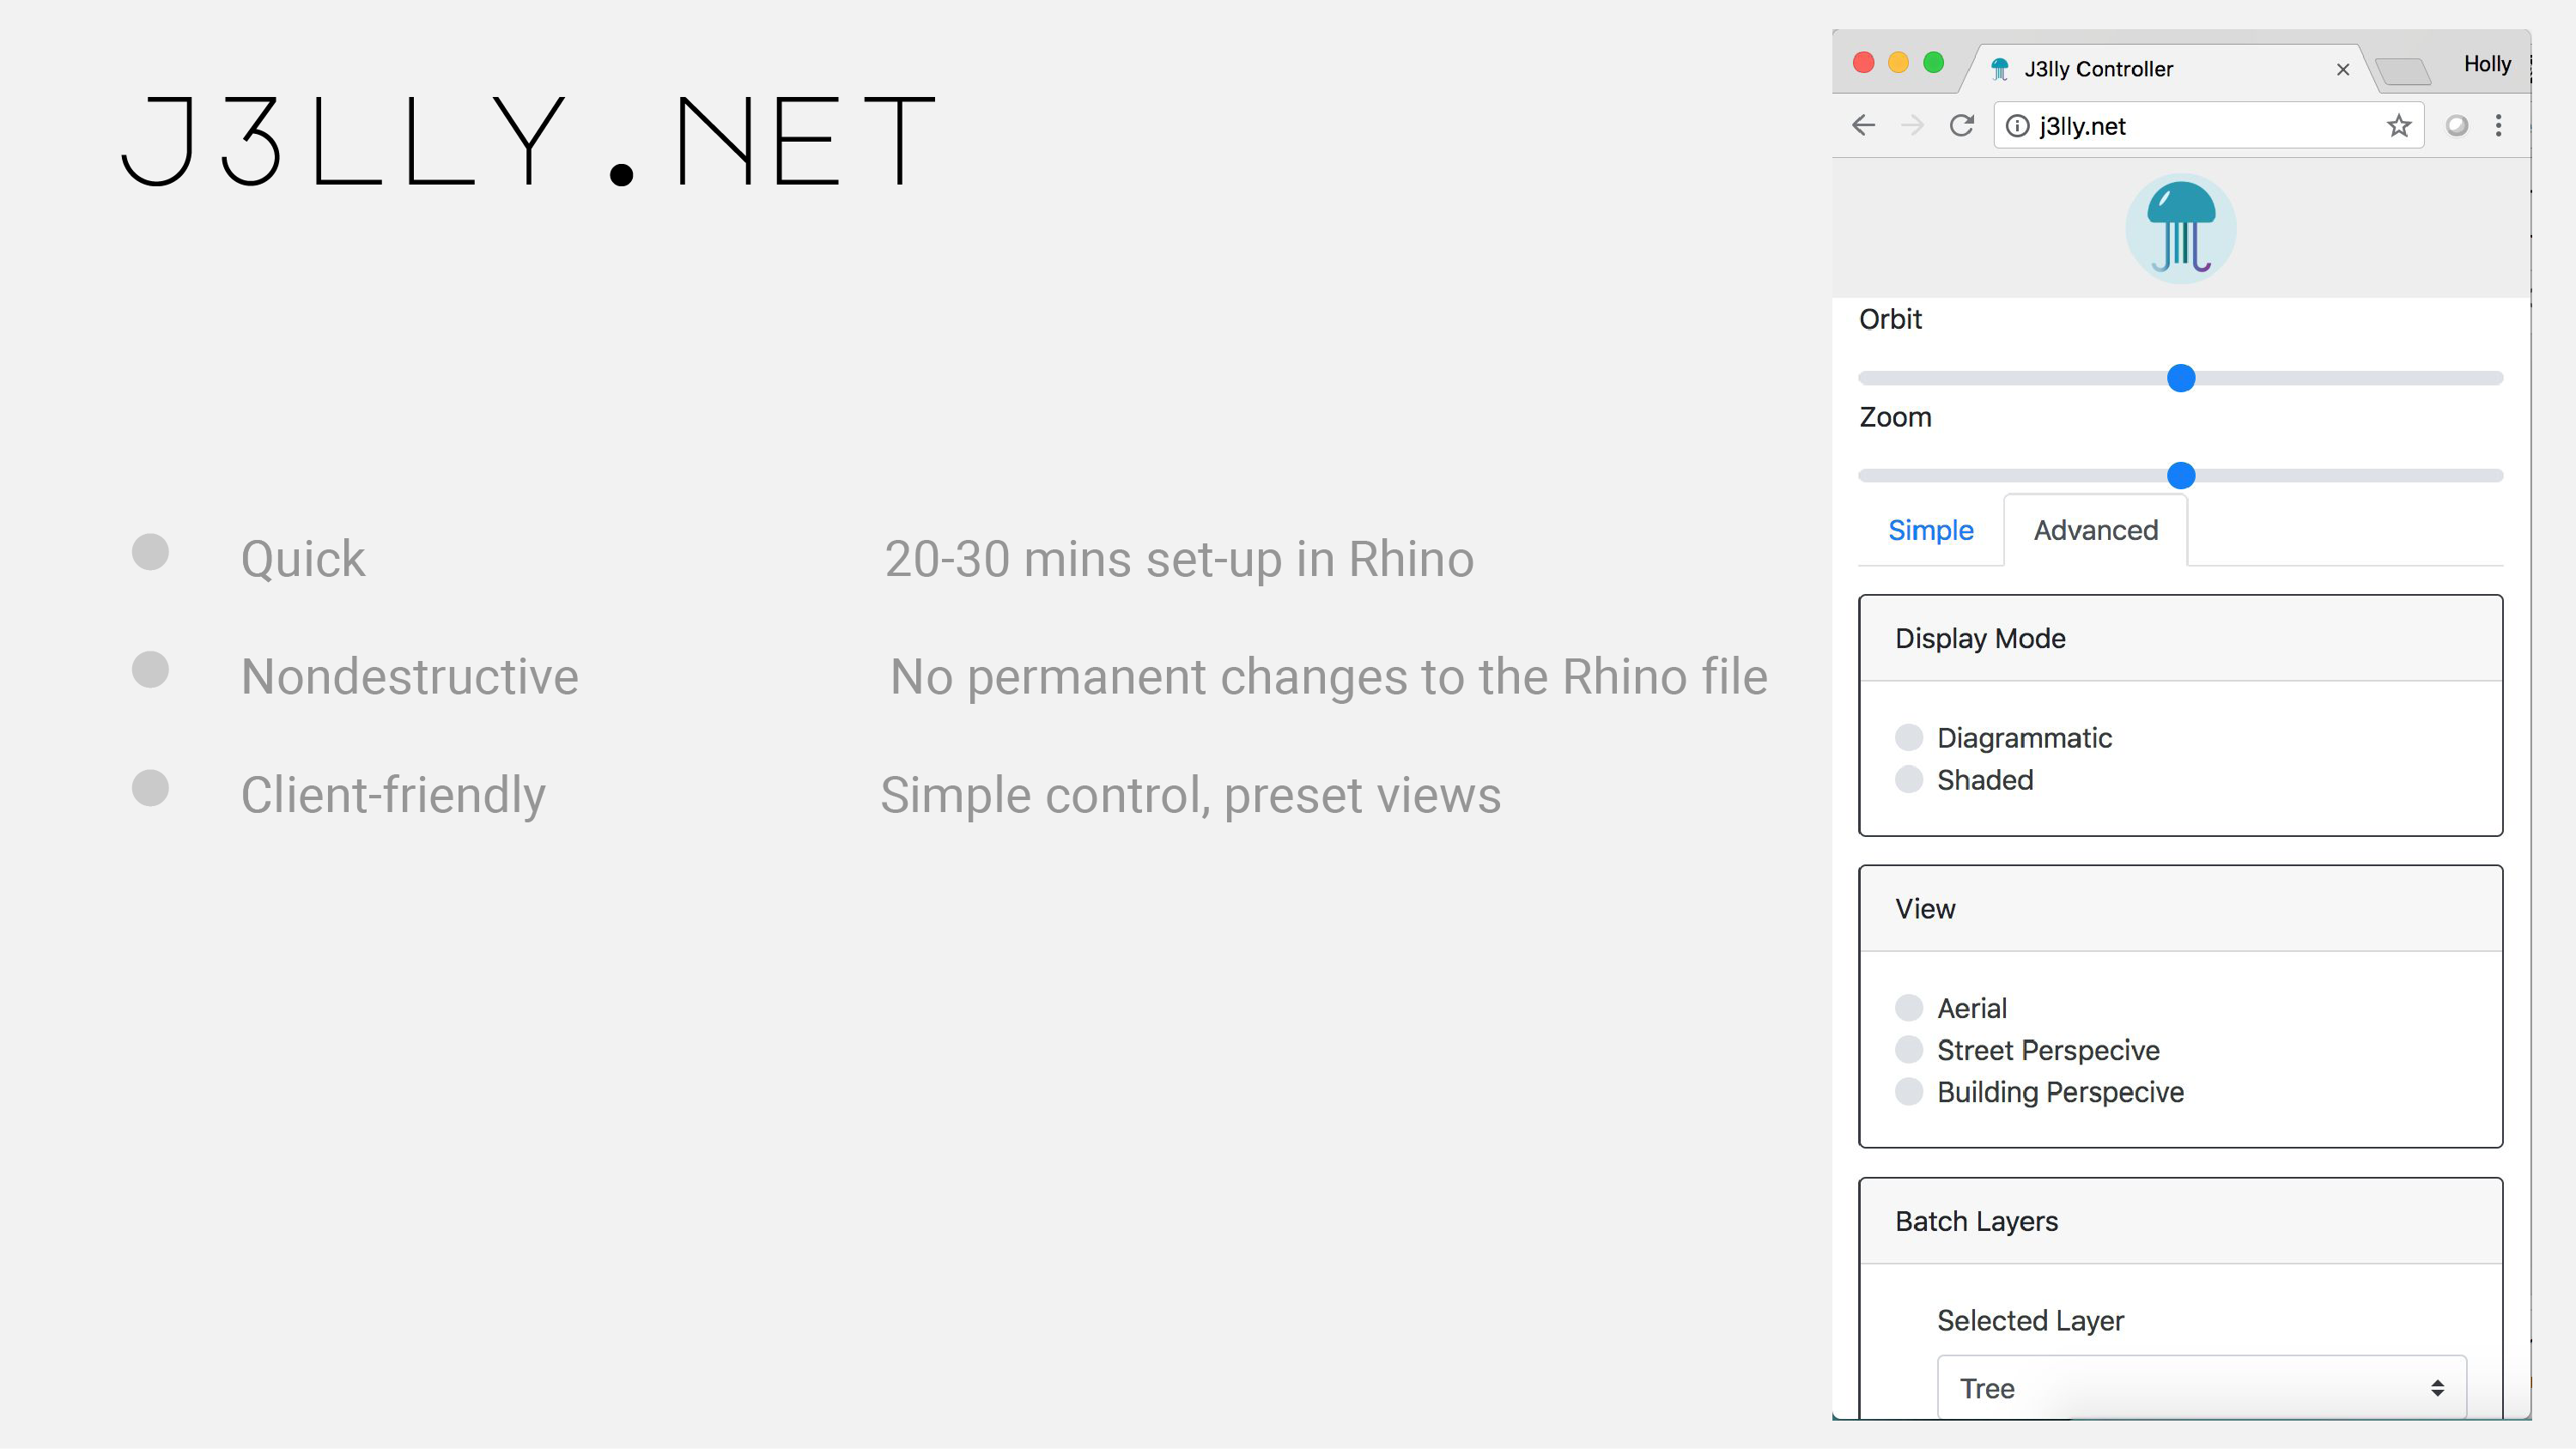 J3LLY.NET
Quick 20-30 mins set-up in Rhino
Nondestructive No permanent changes to the Rhino file
Client-friendly Simple control, preset views
J3lly Controller
Holly
j3lly.net
Orbit
Zoom
Simple Advanced
Display Mode
Diagrammatic
Shaded
View
Aerial
Street Perspecive
Building Perspecive
Batch Layers
Selected Layer
Tree